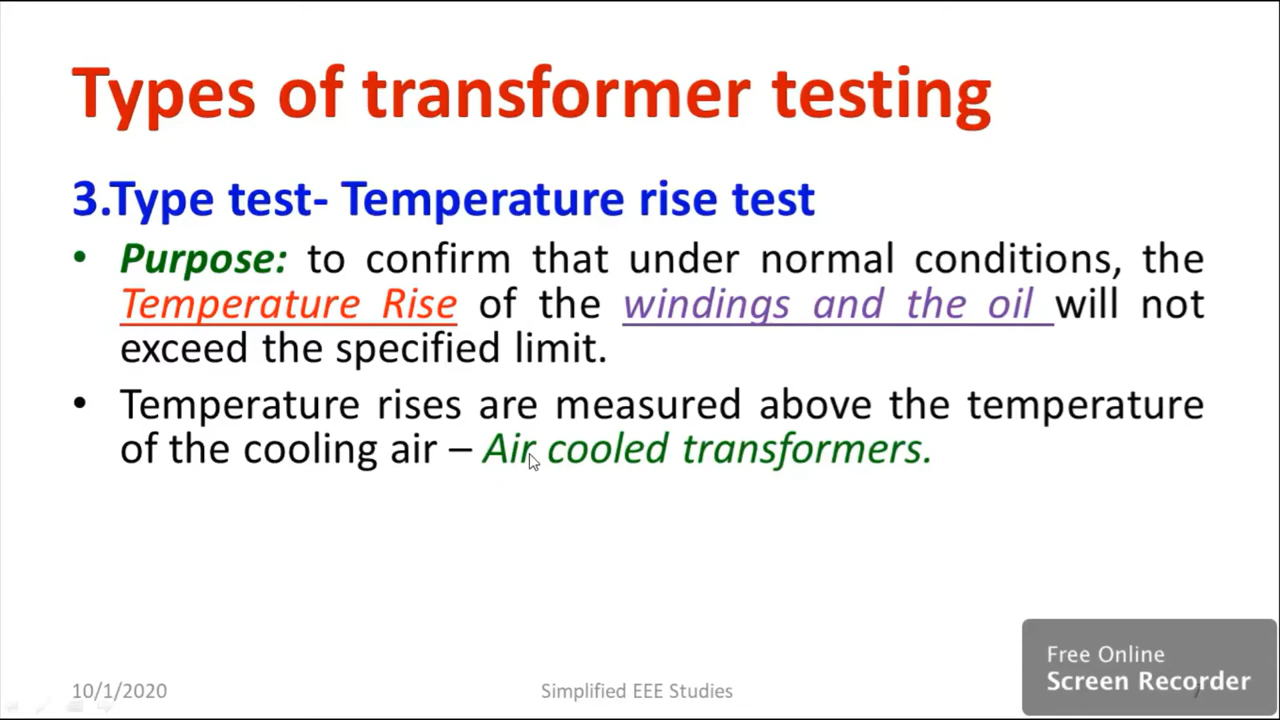 Types of transformer testing
3.Type test- Temperature rise test
• Purpose: to confirm that under normal conditions, the
Temperature Rise of the windings and the oil will not
exceed the specified limit.
• Temperature rises are measured above the temperature
of the cooling air – Air cooled transformers.
Free Online
Screen Recorder
10/1/2020
Simplified EEE Studies